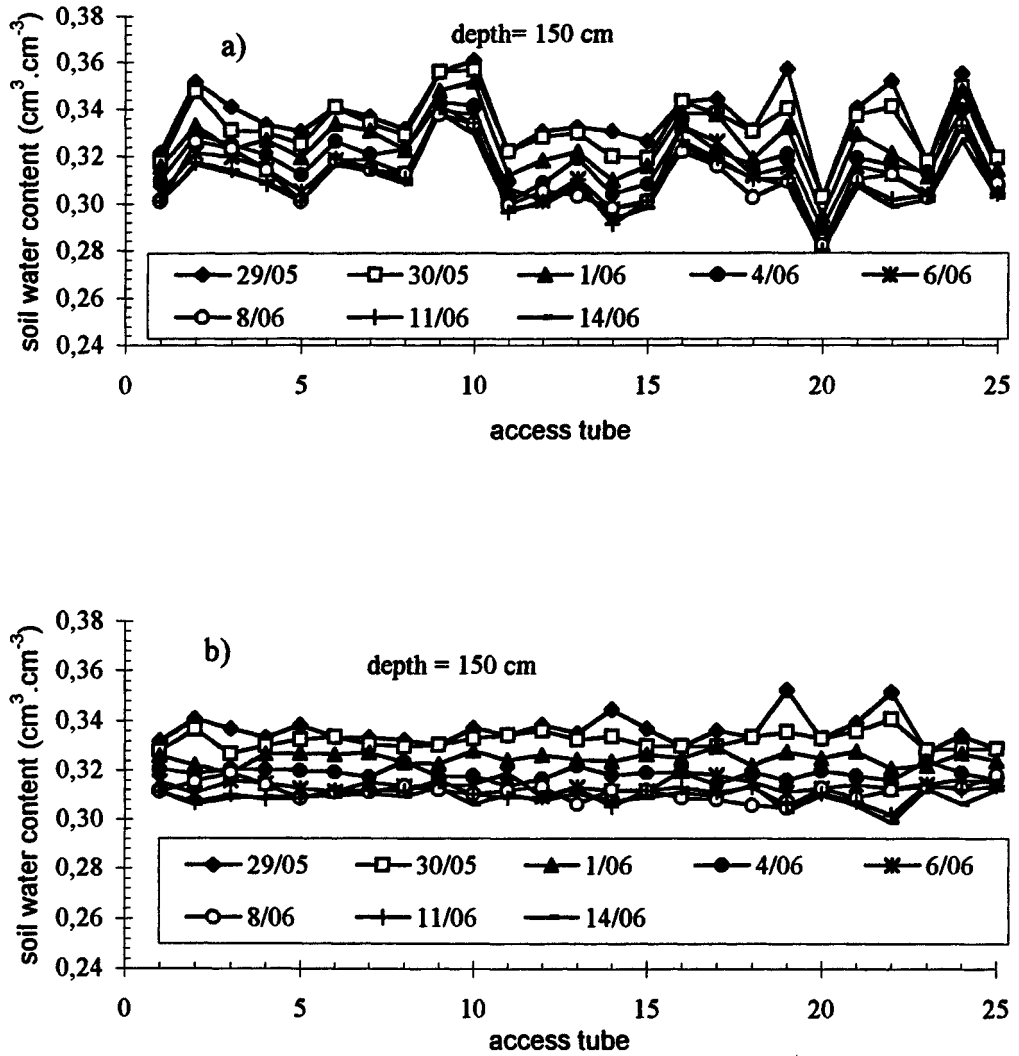 a)
depth= 150 cm
soil water content (cm³.cm⁻³)
0,38
0,36
0,34
0,32
0,30
0,28
0,26
0,24
29/05 30/05 1/06 4/06 6/06
8/06 11/06 14/06
0 5 10 15 20 25
access tube
b)
depth = 150 cm
soil water content (cm³.cm⁻³)
0,38
0,36
0,34
0,32
0,30
0,28
0,26
0,24
29/05 30/05 1/06 4/06 6/06
8/06 11/06 14/06
0 5 10 15 20 25
access tube